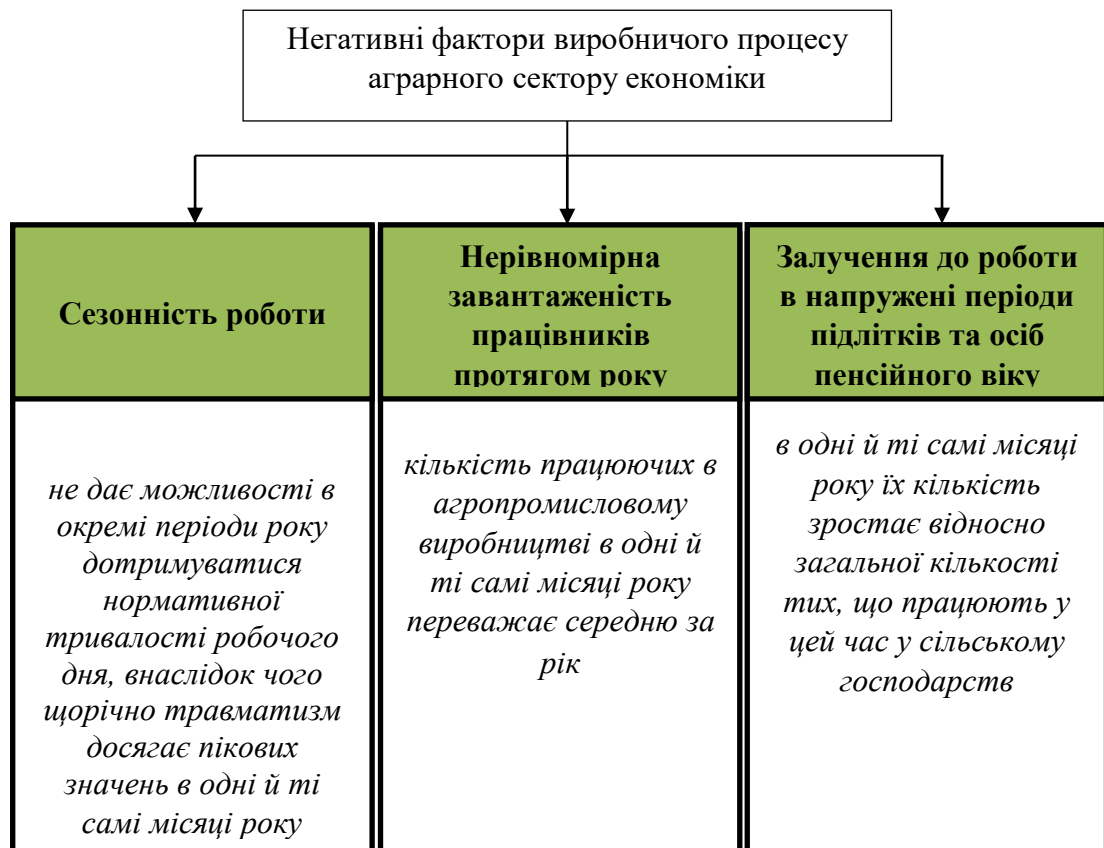 Негативні фактори виробничого процесу
аграрного сектору економіки
Сезонність роботи
не дає можливості в
окремі періоди року
дотримуватися
нормативної
тривалості робочого
дня, внаслідок чого
щорічно травматизм
досягає пікових
значень в одні й ті
самі місяці року
Нерівномірна
завантаженість
працівників
протягом року
кількість працюючих в
агропромисловому
виробництві в одні й
ті самі місяці року
переважає середню за
рік
Залучення до роботи
в напружені періоди
підлітків та осіб
пенсійного віку
в одні й ті самі місяці
року їх кількість
зростає відносно
загальної кількості
тих, що працюють у
цей час у сільському
господарств